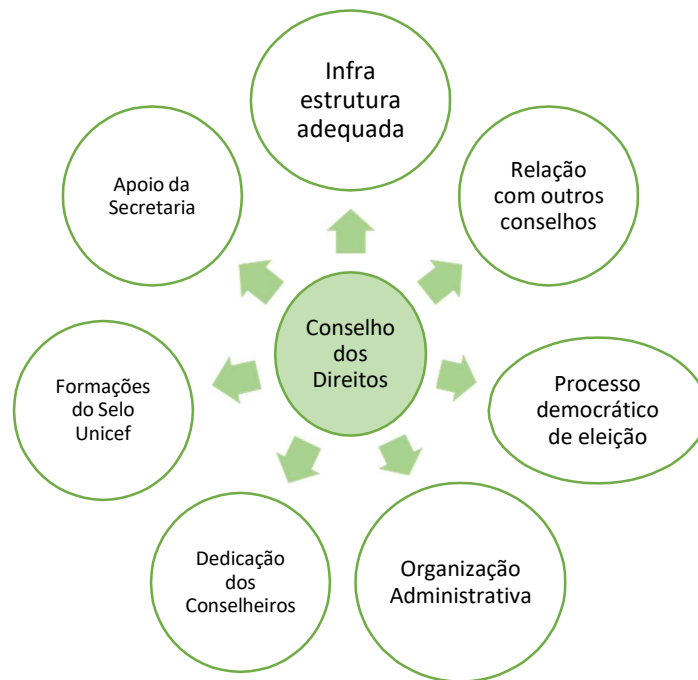 Infra
estrutura
adequada
Relação
com outros
conselhos
Processo
democrático
de eleição
Organização
Administrativa
Dedicação
dos
Conselheiros
Formações
do Selo
Unicef
Apoio da
Secretaria
Conselho
dos
Direitos